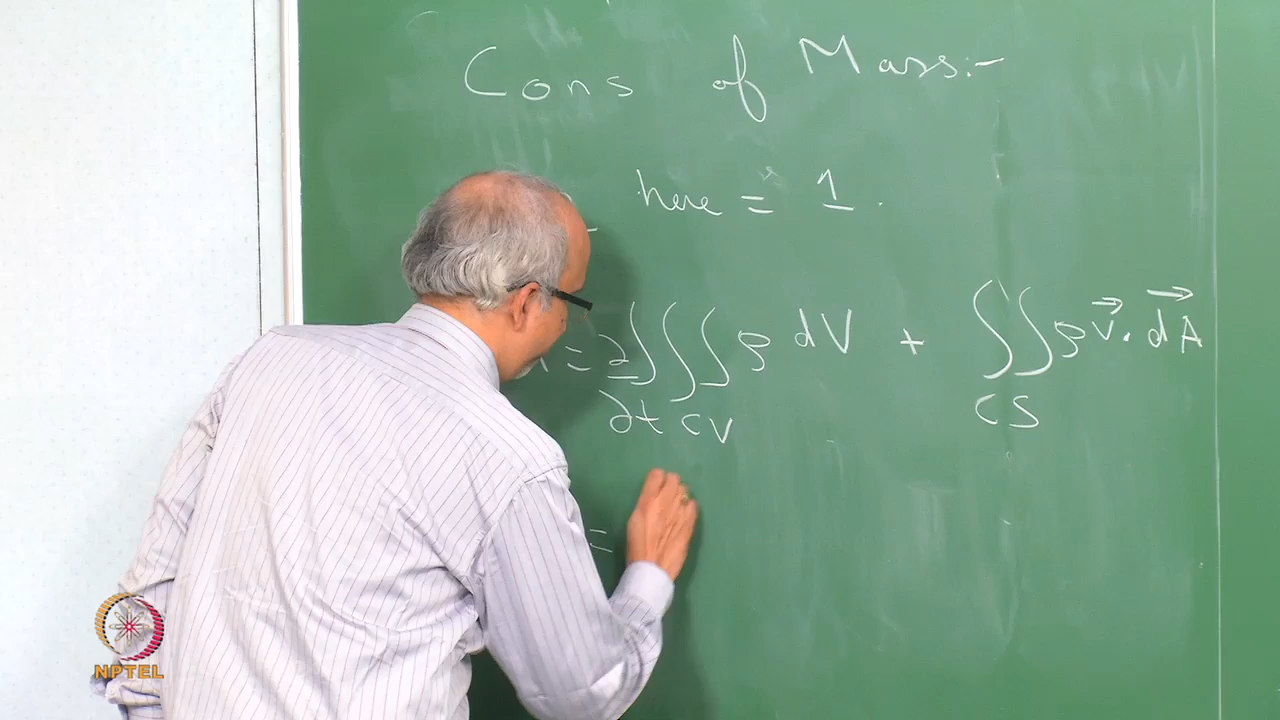 Cons of Mass:-
here = 1.
= ∂/∂t ∫∫∫ ρ dV + ∫∫ ρ v⃗ . dA⃗
CV CS
=
NPTEL